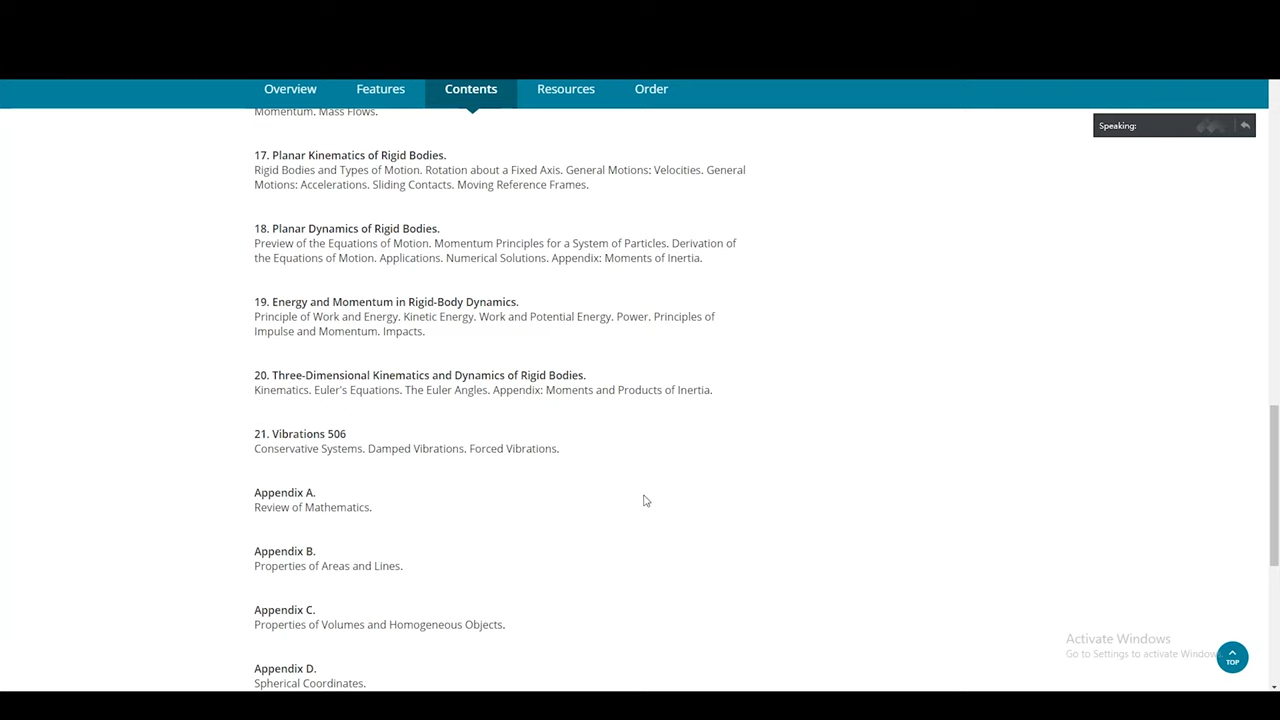 Overview Features Contents Resources Order
Momentum. Mass Flows.
Speaking:
17. Planar Kinematics of Rigid Bodies.
Rigid Bodies and Types of Motion. Rotation about a Fixed Axis. General Motions: Velocities. General
Motions: Accelerations. Sliding Contacts. Moving Reference Frames.
18. Planar Dynamics of Rigid Bodies.
Preview of the Equations of Motion. Momentum Principles for a System of Particles. Derivation of
the Equations of Motion. Applications. Numerical Solutions. Appendix: Moments of Inertia.
19. Energy and Momentum in Rigid-Body Dynamics.
Principle of Work and Energy. Kinetic Energy. Work and Potential Energy. Power. Principles of
Impulse and Momentum. Impacts.
20. Three-Dimensional Kinematics and Dynamics of Rigid Bodies.
Kinematics. Euler's Equations. The Euler Angles. Appendix: Moments and Products of Inertia.
21. Vibrations 506
Conservative Systems. Damped Vibrations. Forced Vibrations.
Appendix A.
Review of Mathematics.
Appendix B.
Properties of Areas and Lines.
Appendix C.
Properties of Volumes and Homogeneous Objects.
Activate Windows
Go to Settings to activate Windows.
TOP
Appendix D.
Spherical Coordinates.